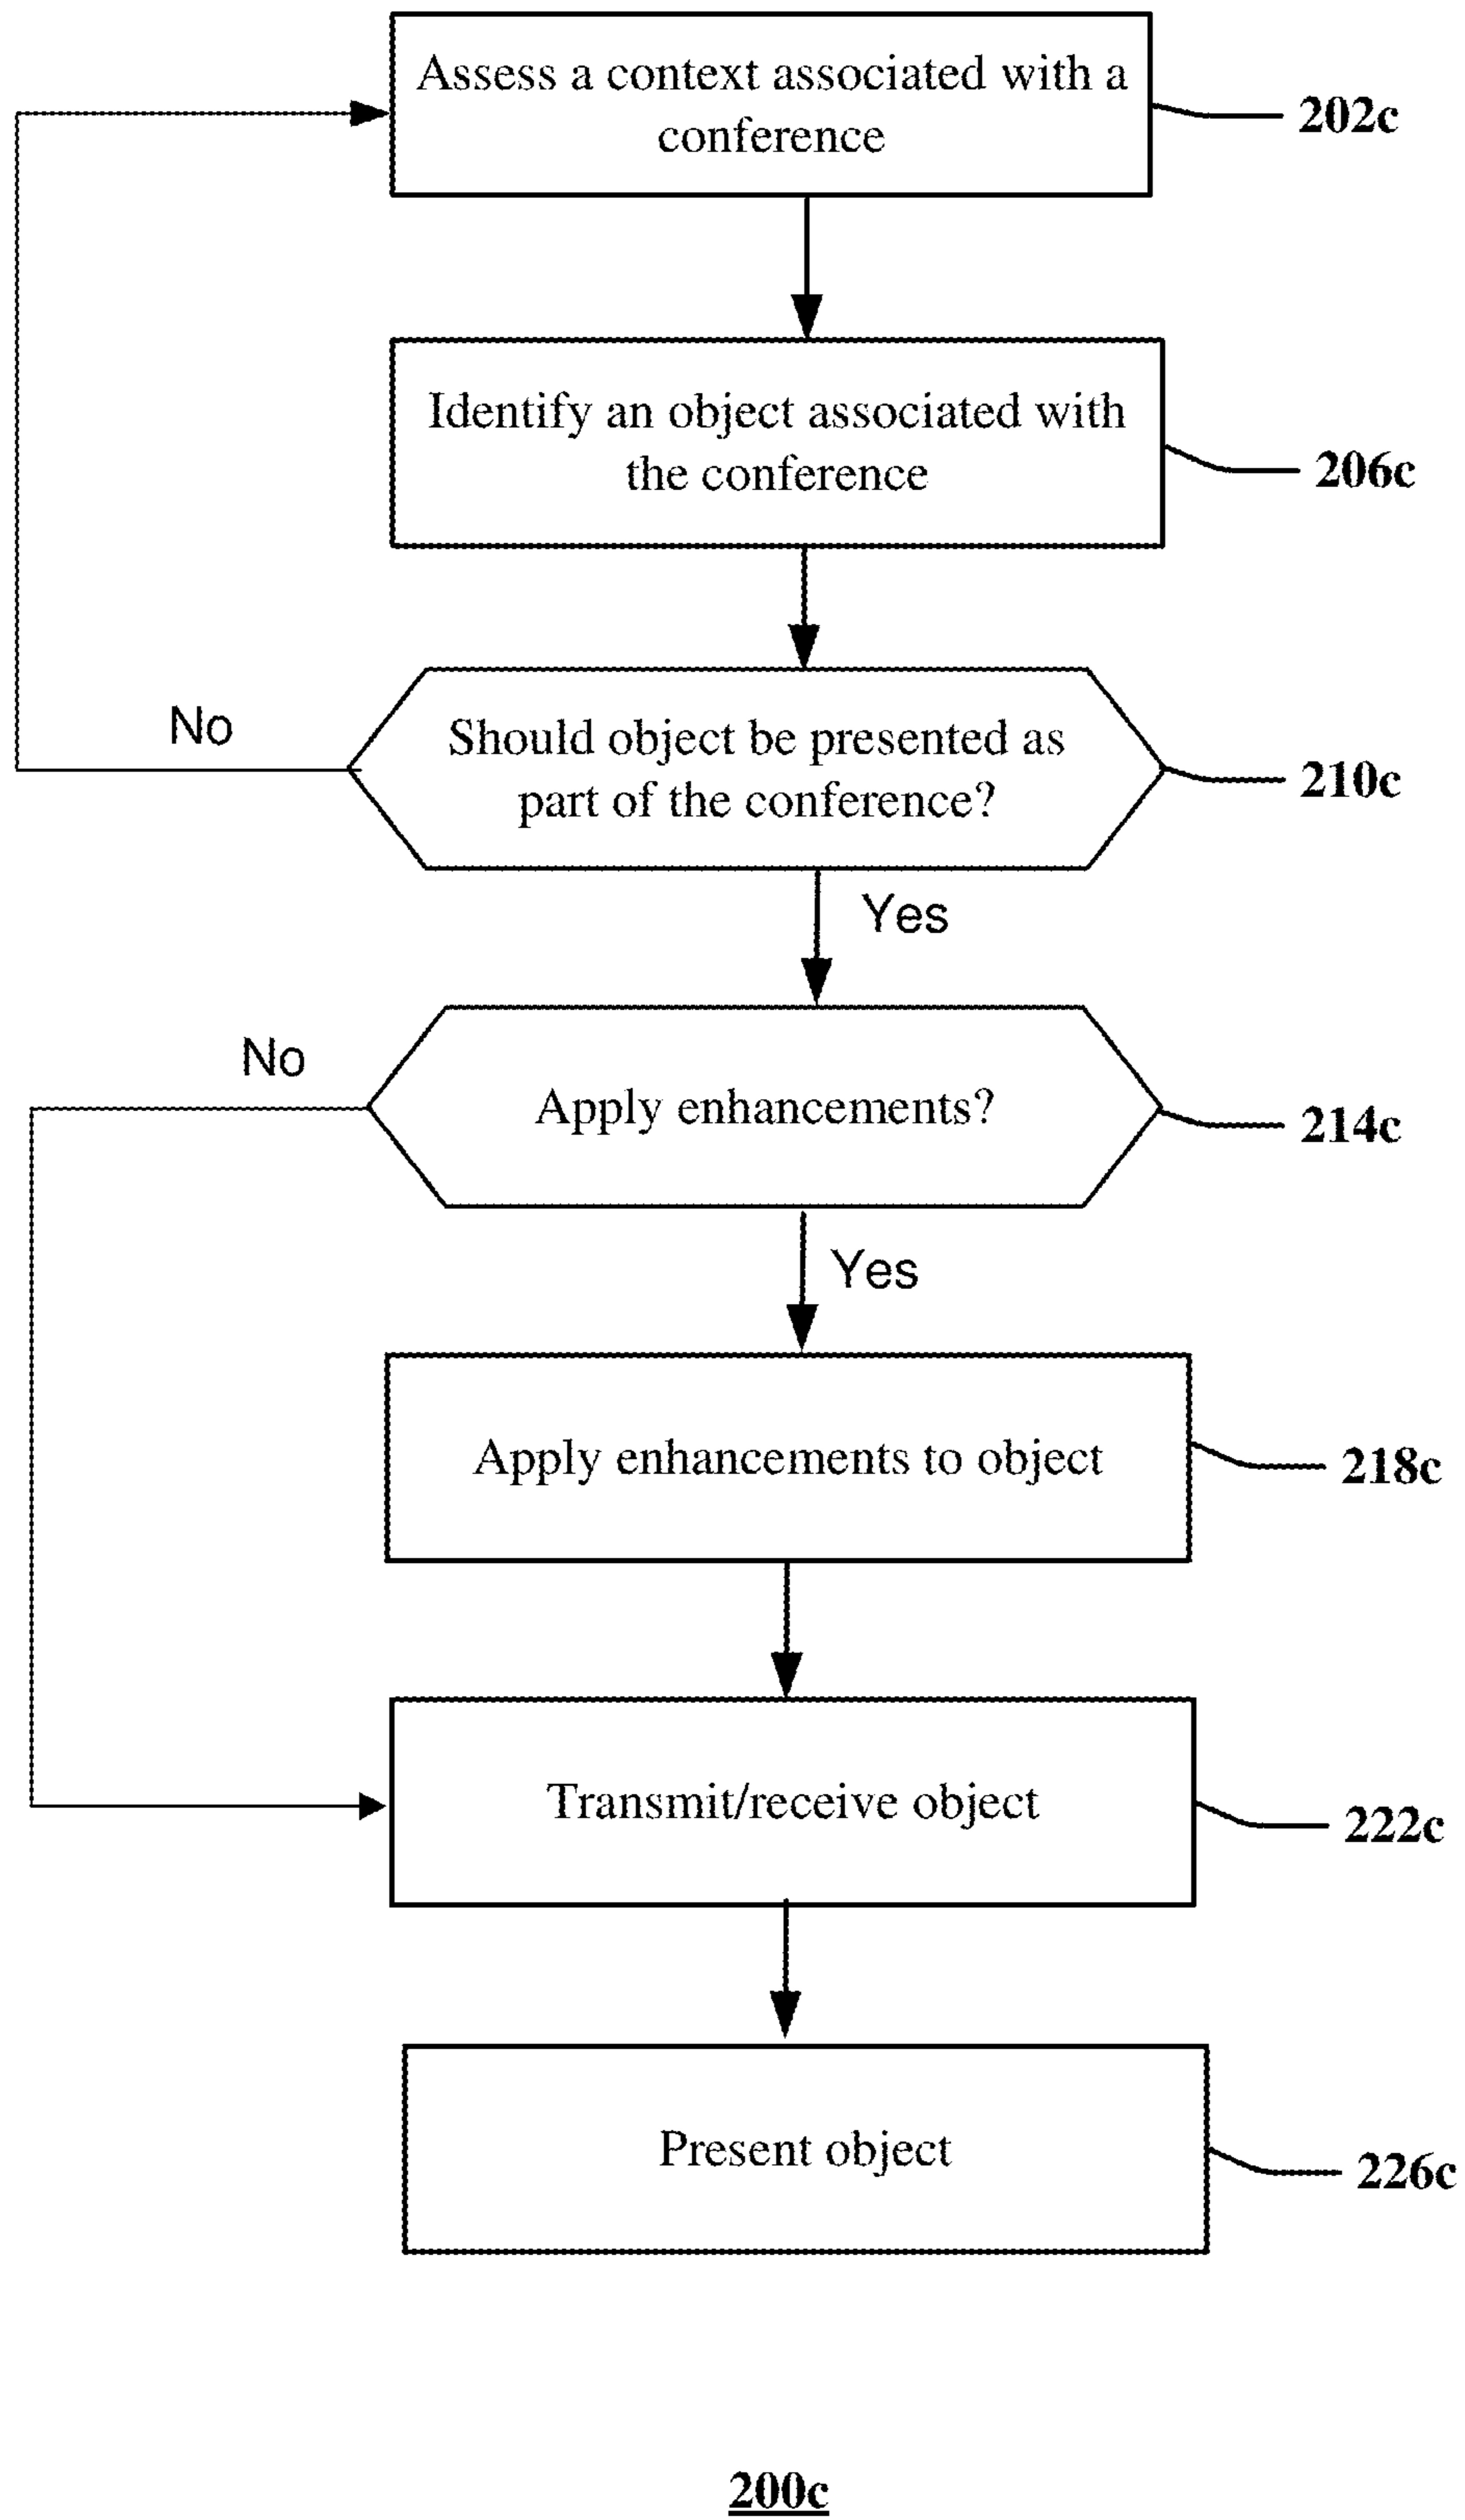 Assess a context associated with a
conference
202c
Identify an object associated with
the conference
206c
Should object be presented as
part of the conference?
210c
No
Yes
Apply enhancements?
214c
No
Yes
Apply enhancements to object
218c
Transmit/receive object
222c
Present object
226c
200c